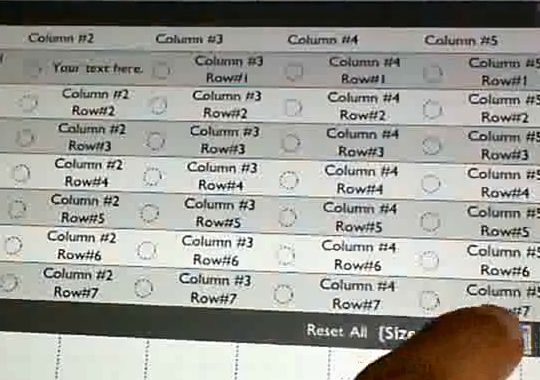 Column #2 Column #3 Column #4 Column #5
Your text here. Column #3 Column #4 Column #5
Row#1 Row#1 Row#1
Column #2 Column #3 Column #4 Column #5
Row#2 Row#2 Row#2 Row#2
Column #2 Column #3 Column #4 Column #5
Row#3 Row#3 Row#3 Row#3
Column #2 Column #3 Column #4 Column #5
Row#4 Row#4 Row#4 Row#4
Column #2 Column #3 Column #4 Column #5
Row#5 Row#5 Row#5 Row#5
Column #2 Column #3 Column #4 Column #5
Row#6 Row#6 Row#6 Row#6
Column #2 Column #3 Column #4 Column #5
Row#7 Row#7 Row#7 #7
Reset All (Size